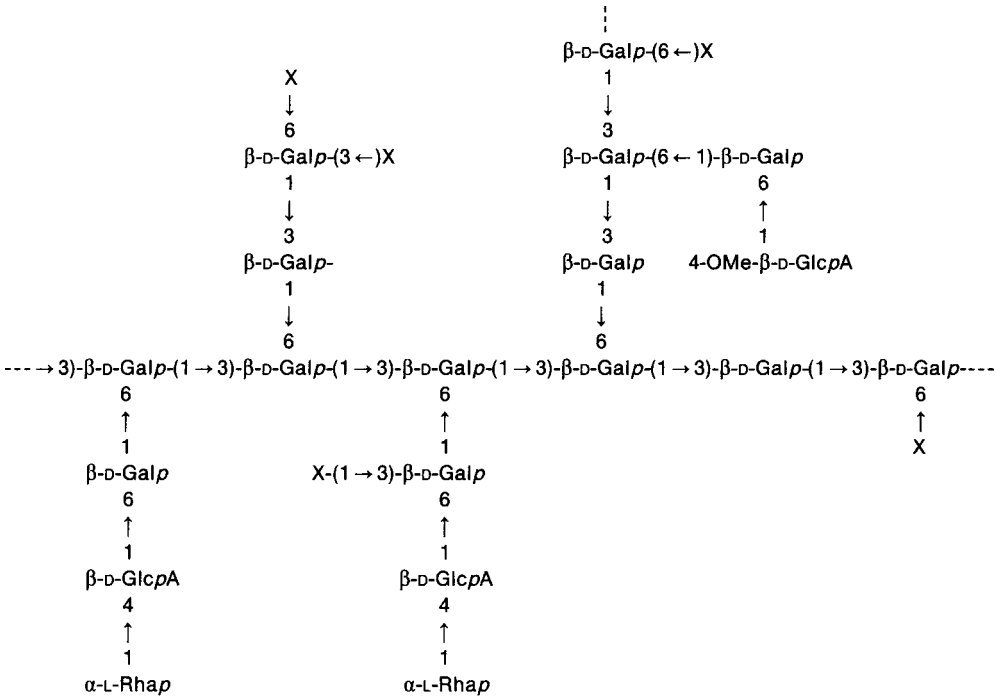 β-D-Galp-(6 ←)X
X
1
↓
↓
6
3
β-D-Galp-(3 ←)X
β-D-Galp-(6 ← 1)-β-D-Galp
1
1
6
↓
↓
↑
3
3
1
β-D-Galp-
β-D-Galp
4-OMe-β-D-GlcpA
1
1
↓
↓
6
6
---→ 3)-β-D-Galp-(1 → 3)-β-D-Galp-(1 → 3)-β-D-Galp-(1 → 3)-β-D-Galp-(1 → 3)-β-D-Galp-(1 → 3)-β-D-Galp----
6
6
6
↑
↑
↑
1
1
X
β-D-Galp
X-(1 → 3)-β-D-Galp
6
6
↑
↑
1
1
β-D-GlcpA
β-D-GlcpA
4
4
↑
↑
1
1
α-L-Rhap
α-L-Rhap